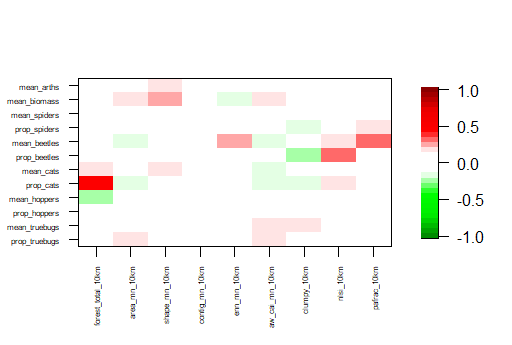 mean_arths
mean_biomass
mean_spiders
prop_spiders
mean_beetles
prop_beetles
mean_cats
prop_cats
mean_hoppers
prop_hoppers
mean_truebugs
prop_truebugs
forest_total_10km
area_mn_10km
shape_mn_10km
contig_mn_10km
enn_mn_10km
aw_cai_mn_10km
clumpy_10km
nlsi_10km
pafrac_10km
1.0
0.5
0.0
-0.5
-1.0